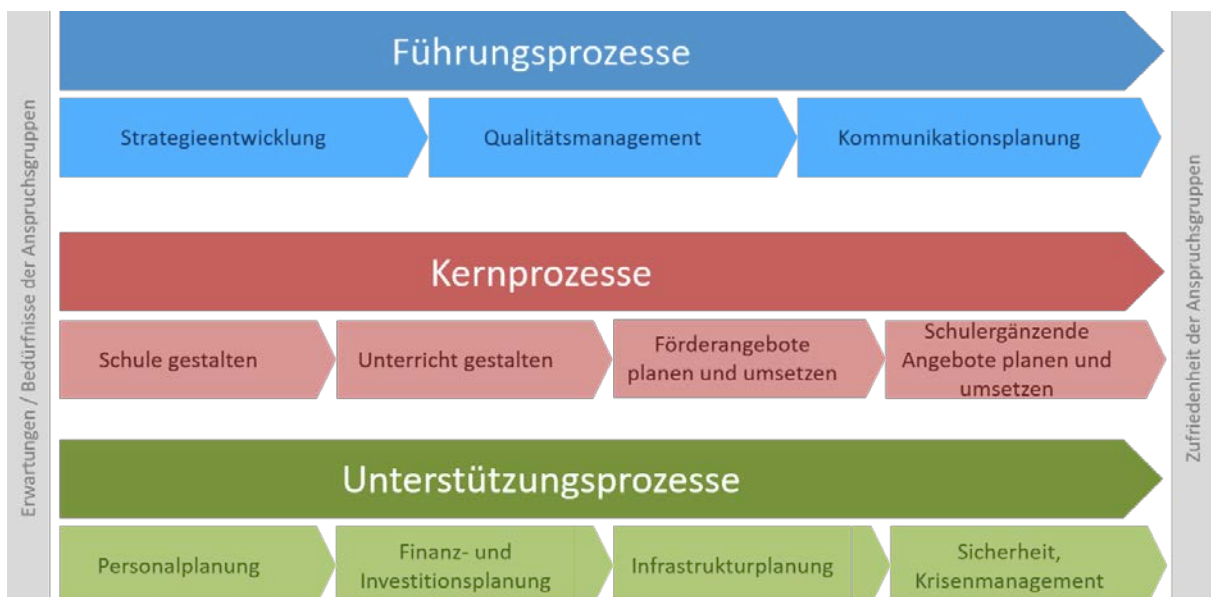 Erwartungen / Bedürfnisse der Anspruchsgruppen
Führungsprozesse
Strategieentwicklung
Qualitätsmanagement
Kommunikationsplanung
Kernprozesse
Schule gestalten
Unterricht gestalten
Förderangebote
planen und umsetzen
Schulergänzende
Angebote planen und
umsetzen
Unterstützungsprozesse
Personalplanung
Finanz- und
Investitionsplanung
Infrastrukturplanung
Sicherheit,
Krisenmanagement
Zufriedenheit der Anspruchsgruppen